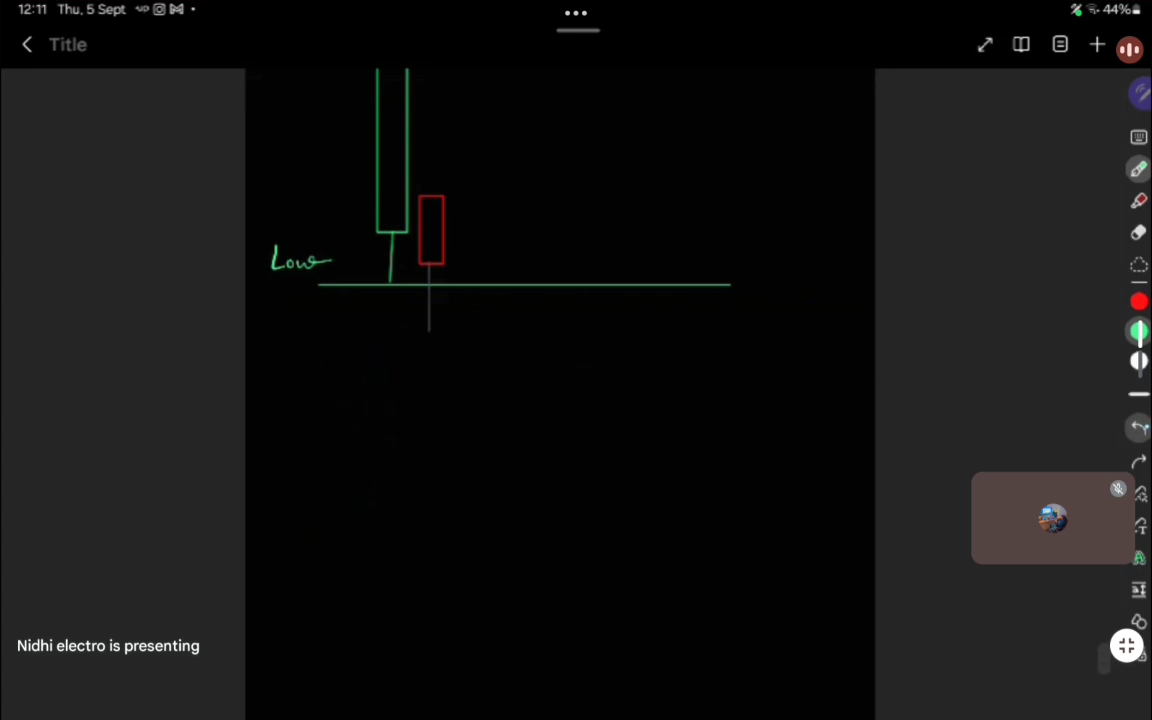 12:11 Thu, 5 Sept 44%
Title
Low
Nidhi electro is presenting